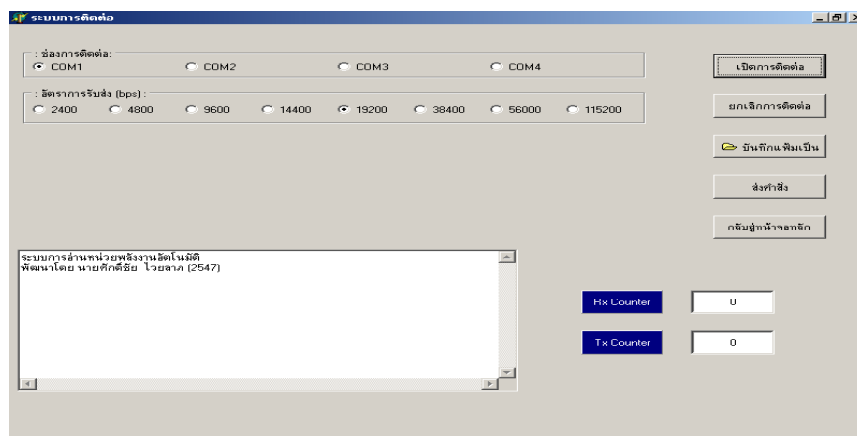 ระบบการติดต่อ
: ช่องการติดต่อ:
COM1 COM2 COM3 COM4
: อัตราการรับส่ง (bps) :
2400 4800 9600 14400 19200 38400 56000 115200
เปิดการติดต่อ
ยกเลิกการติดต่อ
บันทึกแฟ้มเป็น
ส่งคำสั่ง
กลับสู่หน้าจอหลัก
ระบบการอ่านหน่วยพลังงานอัตโนมัติ
พัฒนาโดย นายศักดิ์ชัย ไวยลาภ (2547)
Rx Counter 0
Tx Counter 0